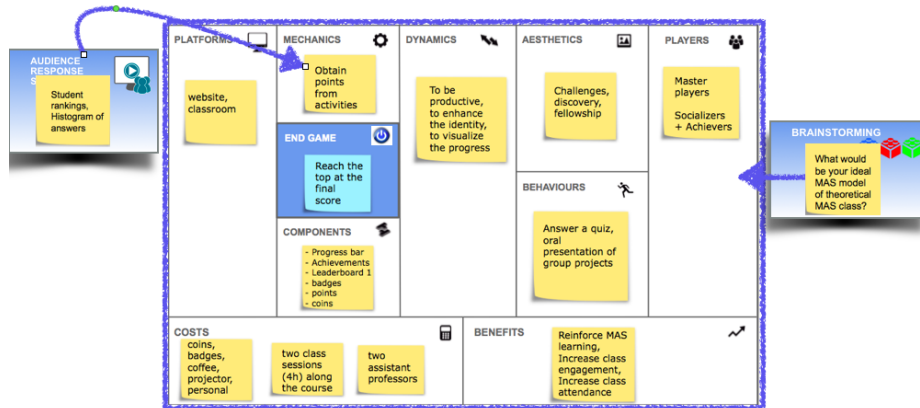 AUDIENCE
RESPONSE
Student
rankings,
Histogram of
answers
PLATFORMS
website,
classroom
MECHANICS
Obtain
points
from
activities
END GAME
Reach the
top at the
final
score
COMPONENTS
- Progress bar
- Achievements
- Leaderboard 1
- badges
- points
- coins
DYNAMICS
To be
productive,
to enhance
the identity,
to visualize
the progress
AESTHETICS
Challenges,
discovery,
fellowship
BEHAVIOURS
Answer a quiz,
oral
presentation of
group projects
PLAYERS
Master
players
Socializers
+ Achievers
BRAINSTORMING
What would
be your ideal
MAS model
of theoretical
MAS class?
COSTS
coins,
badges,
coffee,
projector,
personal
two class
sessions
(4h) along
the course
two
assistant
professors
BENEFITS
Reinforce MAS
learning,
Increase class
engagement,
Increase class
attendance